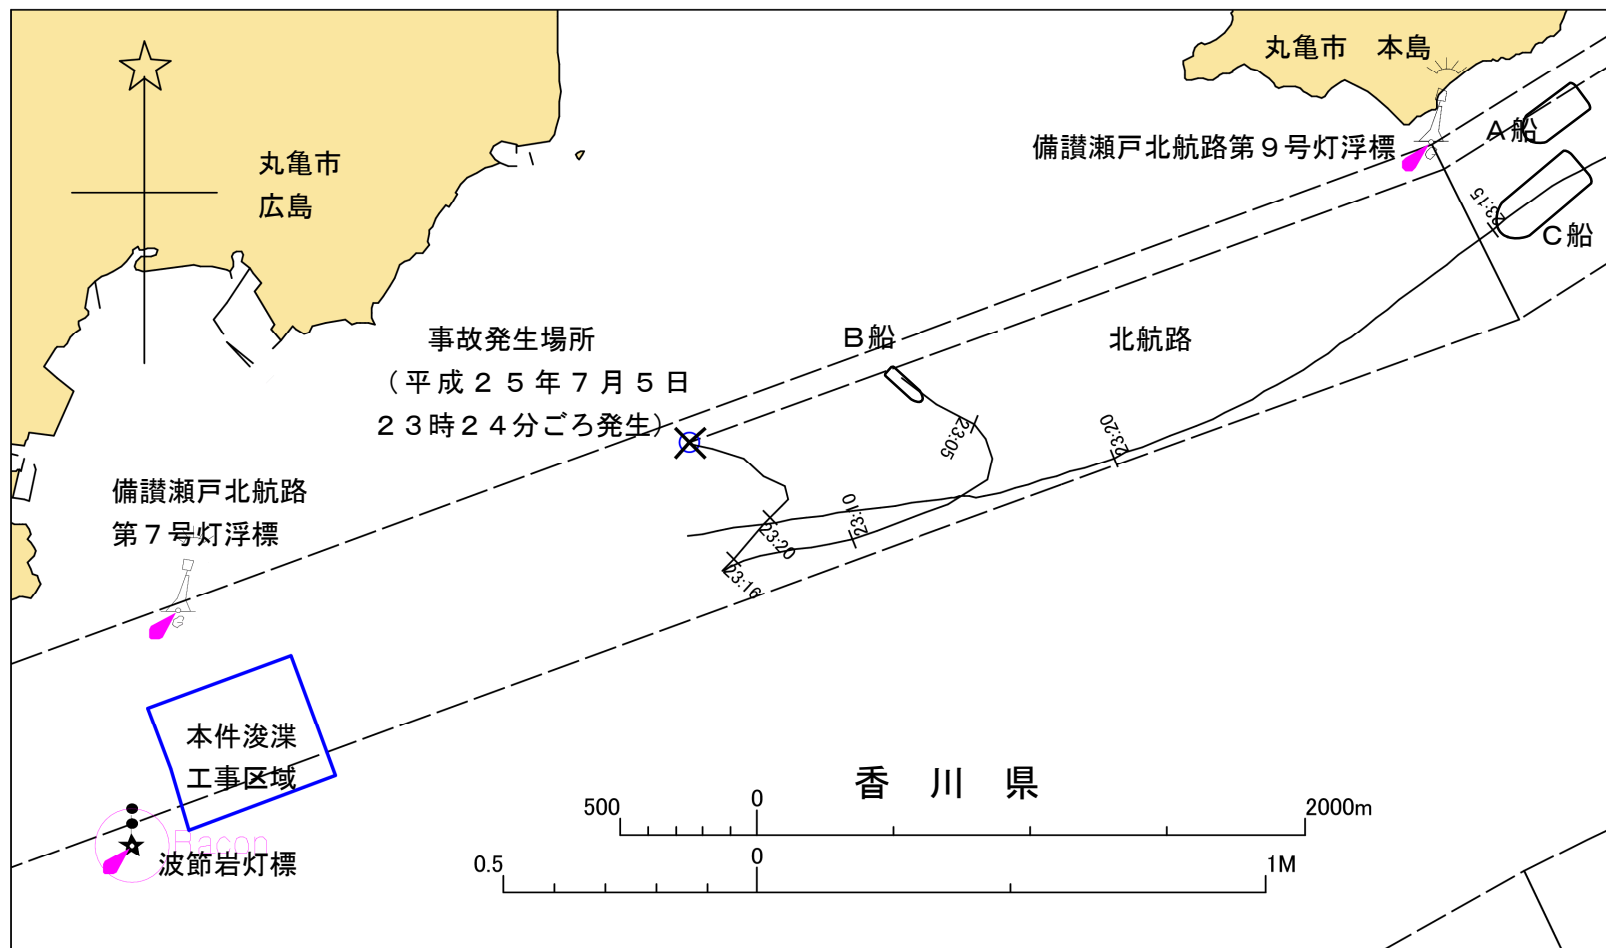 丸亀市　本島
Ａ船
備讃瀬戸北航路第９号灯浮標
丸亀市
広島
23:15
Ｃ船
事故発生場所
（平成２５年７月５日
２３時２４分ごろ発生）
Ｂ船
北航路
23:05
23:20
備讃瀬戸北航路
第７号灯浮標
23:10
23:20
23:16
本件浚渫
工事区域
香　川　県
500
0
2000m
Racon
波節岩灯標
0.5
0
1M